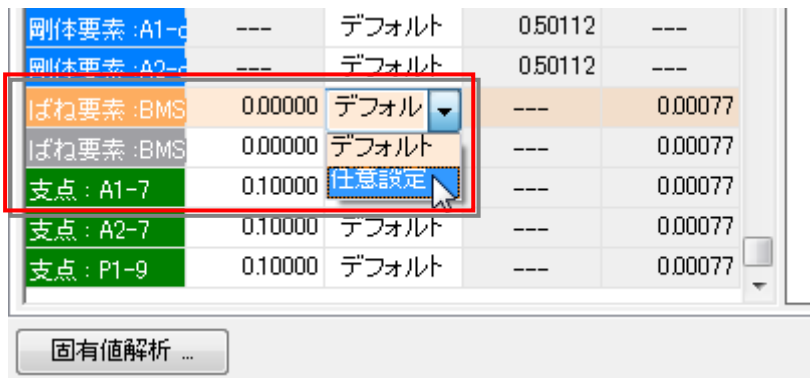 剛体要素 :A1-c --- デフォルト 0.50112 ---
剛体要素 :A2-c --- デフォルト 0.50112 ---
ばね要素 :BMS 0.00000 デフォル --- 0.00077
ばね要素 :BMS 0.00000 デフォルト --- 0.00077
支点 : A1-7 0.10000 任意設定 --- 0.00077
支点 : A2-7 0.10000 デフォルト --- 0.00077
支点 : P1-9 0.10000 デフォルト --- 0.00077
固有値解析 ...